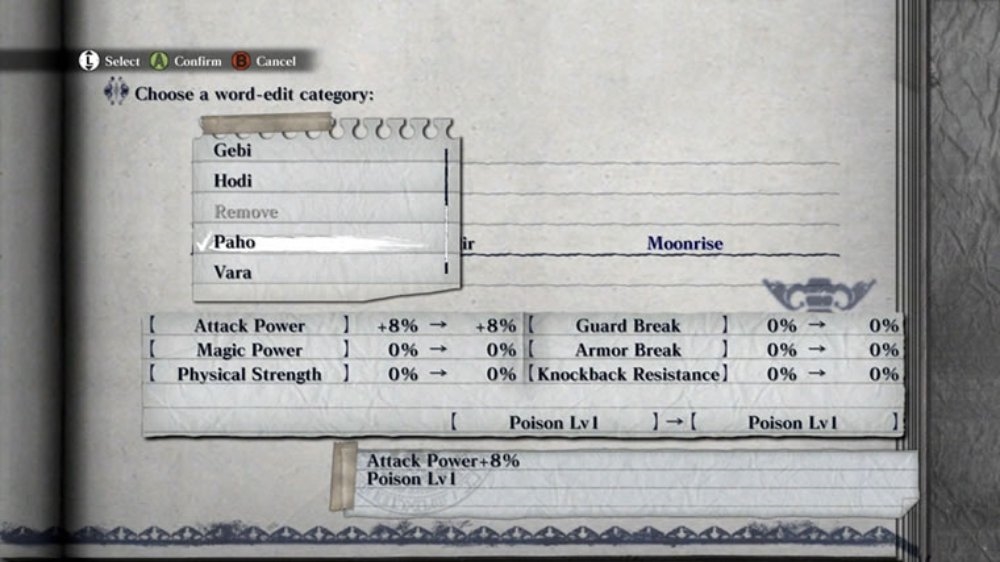 L Select A Confirm B Cancel
Choose a word-edit category:
Gebi
Hodi
Remove
Paho
Vara
ir Moonrise
[ Attack Power ] +8% → +8% [ Guard Break ] 0% → 0%
[ Magic Power ] 0% → 0% [ Armor Break ] 0% → 0%
[ Physical Strength ] 0% → 0% [ Knockback Resistance ] 0% → 0%
[ Poison Lv1 ] → [ Poison Lv1 ]
Attack Power+8%
Poison Lv1